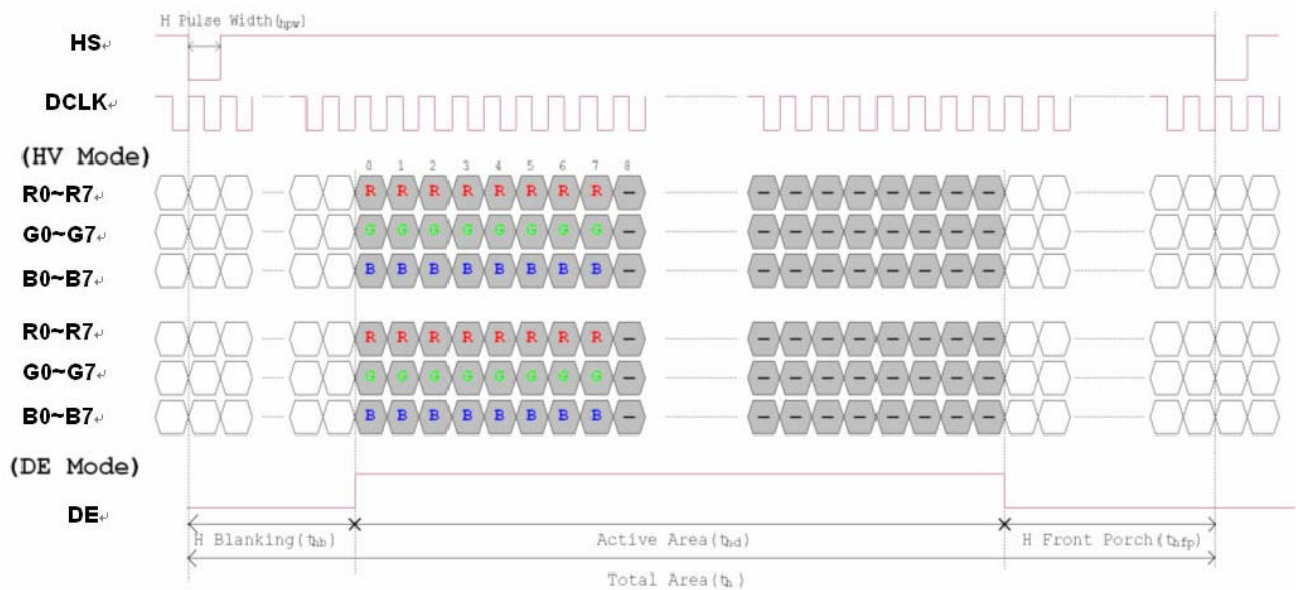 H Pulse Width(thpw)
HS
DCLK
(HV Mode)
0 1 2 3 4 5 6 7 8
R0~R7 R R R R R R R R
G0~G7 G G G G G G G G
B0~B7 B B B B B B B B
R0~R7 R R R R R R R R
G0~G7 G G G G G G G G
B0~B7 B B B B B B B B
(DE Mode)
DE
H Blanking(thb) Active Area(thd) H Front Porch(thfp)
Total Area(th)